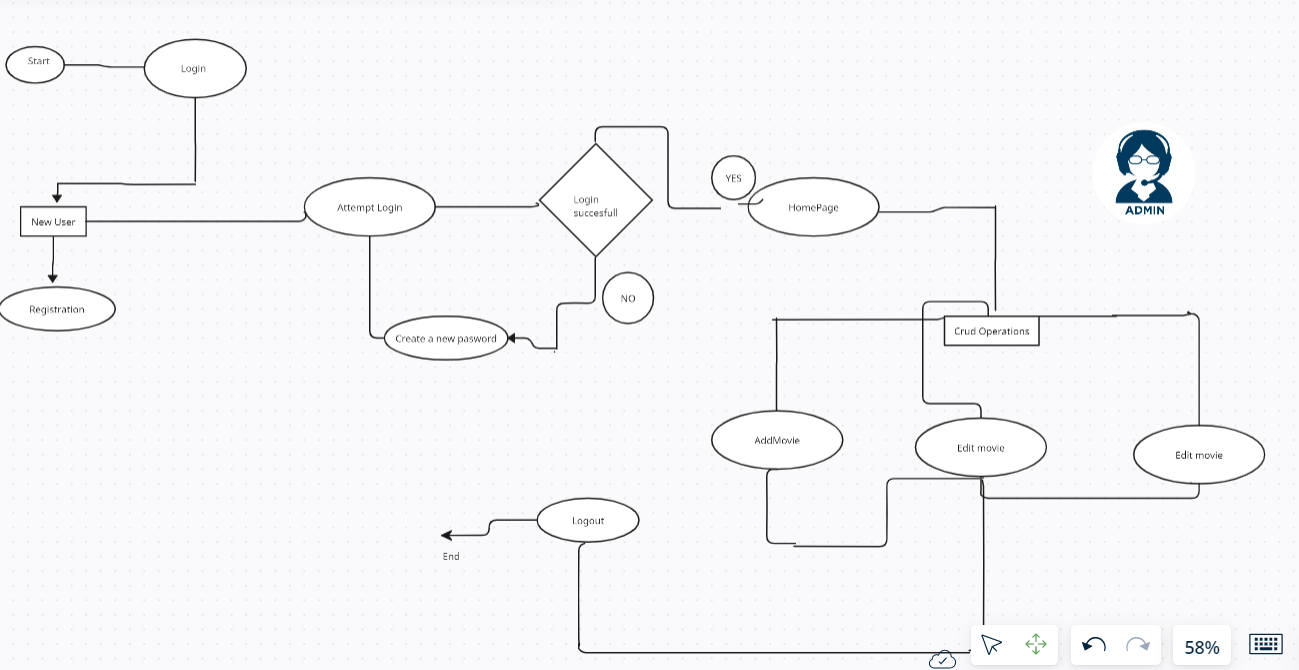 Start
Login
ADMIN
YES
New User
Attempt Login
Login
succesfull
HomePage
Registration
NO
Create a new pasword
Crud Operations
AddMovie
Edit movie
Edit movie
Logout
End
58%